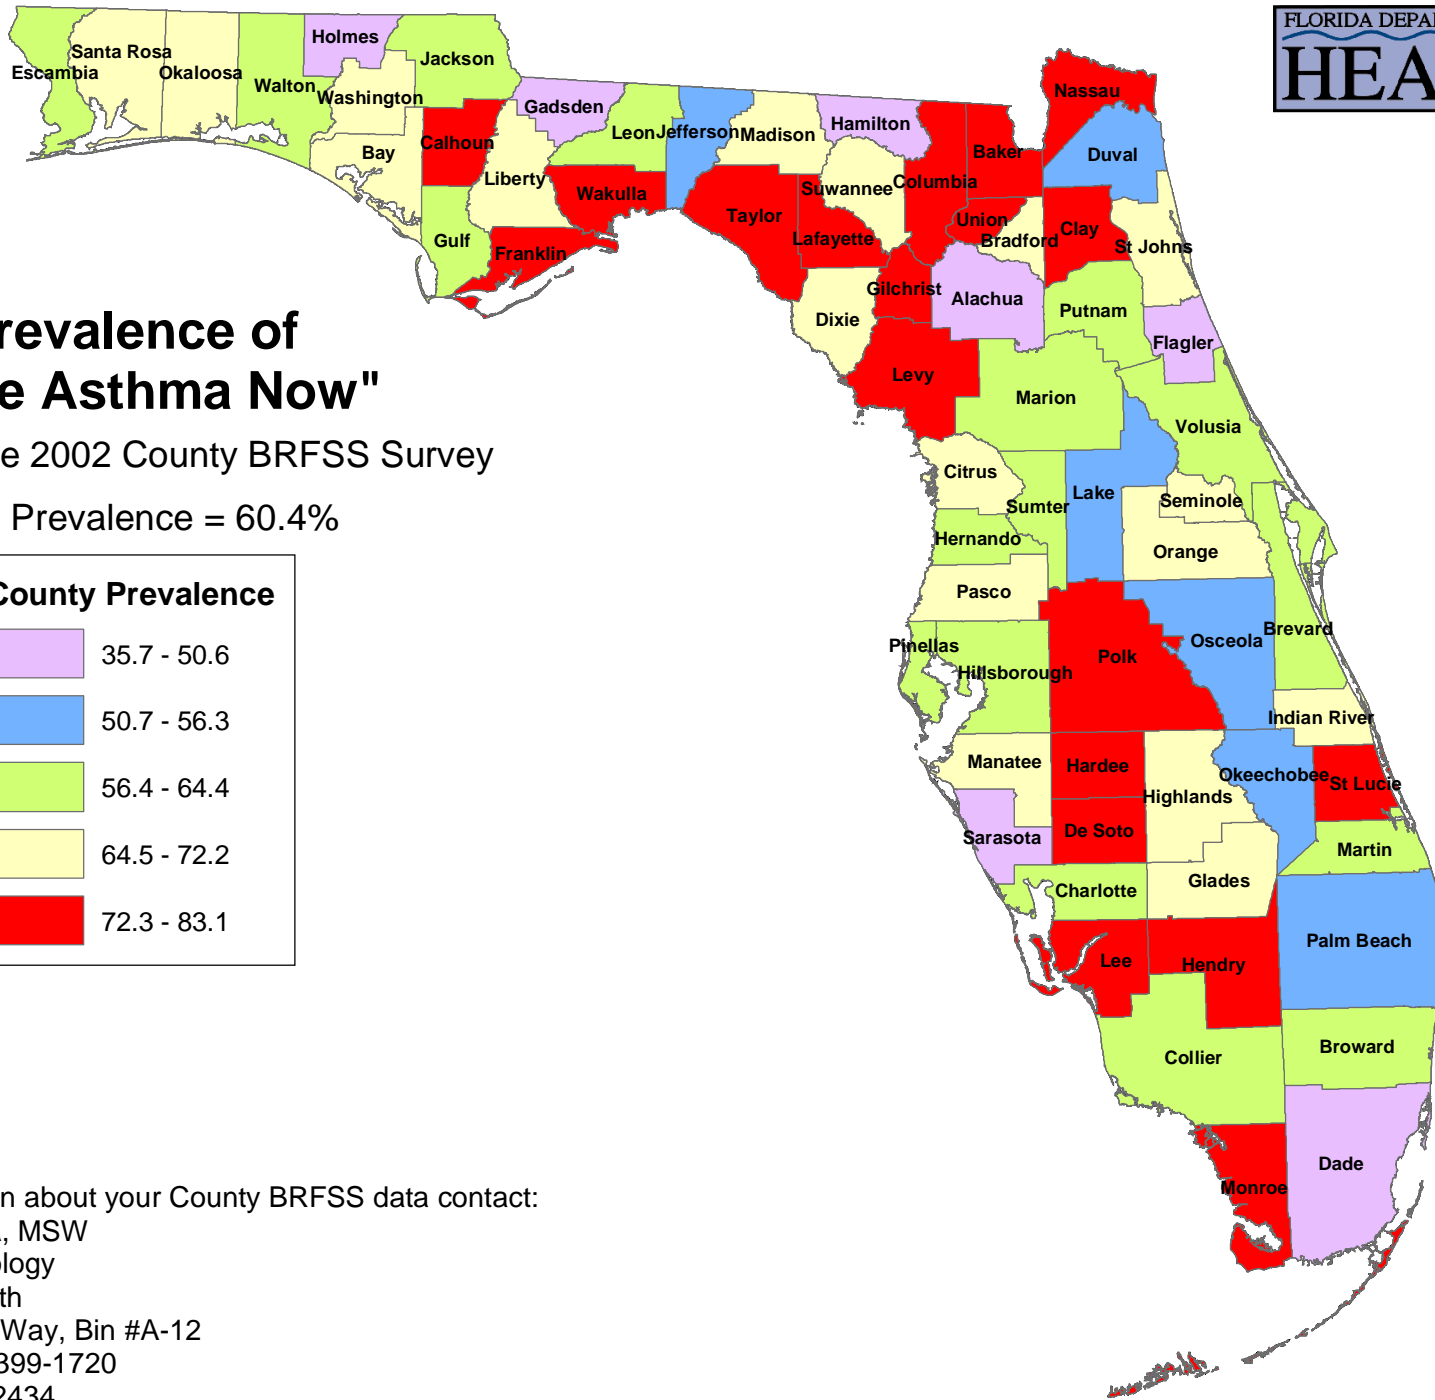 FLORIDA DEPA
HEA
Holmes
Santa Rosa
Jackson
Escambia
Okaloosa
Walton
Washington
Gadsden
Nassau
Leon
Jefferson
Madison
Hamilton
Calhoun
Bay
Baker
Duval
Liberty
Wakulla
Suwannee
Columbia
Taylor
Union
Clay
Gulf
Lafayette
Bradford
St Johns
Franklin
Gilchrist
Alachua
Putnam
Dixie
Flagler
revalence of
e Asthma Now"
Levy
Marion
Volusia
e 2002 County BRFSS Survey
Citrus
Lake
Seminole
Sumter
Prevalence = 60.4%
Hernando
Orange
County Prevalence
Pasco
Brevard
Pinellas
Osceola
35.7 - 50.6
Hillsborough
Polk
50.7 - 56.3
Indian River
Manatee
Hardee
Okeechobee
St Lucie
56.4 - 64.4
Highlands
Sarasota
De Soto
Martin
64.5 - 72.2
Charlotte
Glades
72.3 - 83.1
Palm Beach
Lee
Hendry
Broward
Collier
Dade
Monroe
n about your County BRFSS data contact:
, MSW
ology
th
Way, Bin #A-12
399-1720
2434